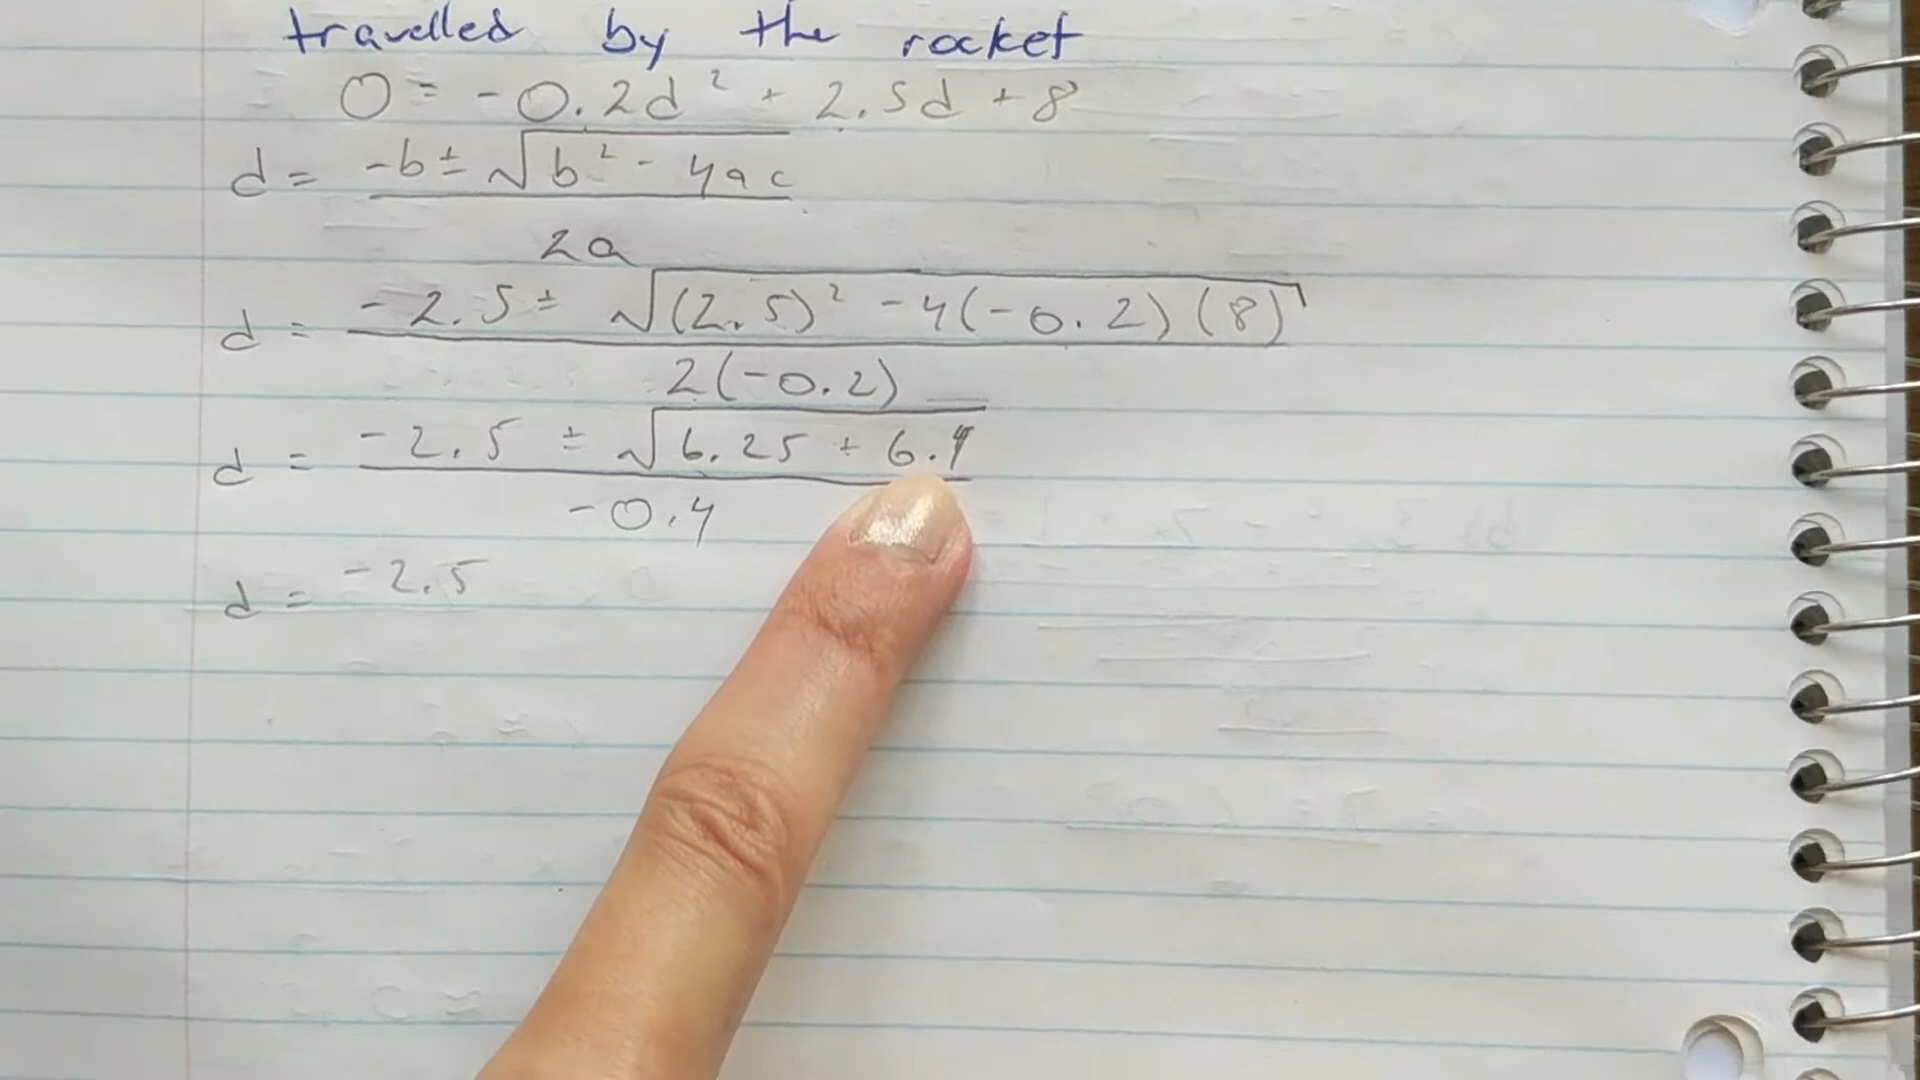 travelled by the rocket
0 = -0.2d² + 2.5d + 8
d = -b ± √b² - 4ac
2a
d = -2.5 ± √(2.5)² - 4(-0.2)(8)
2(-0.2)
d = -2.5 ± √6.25 + 6.4
-0.4
d = -2.5